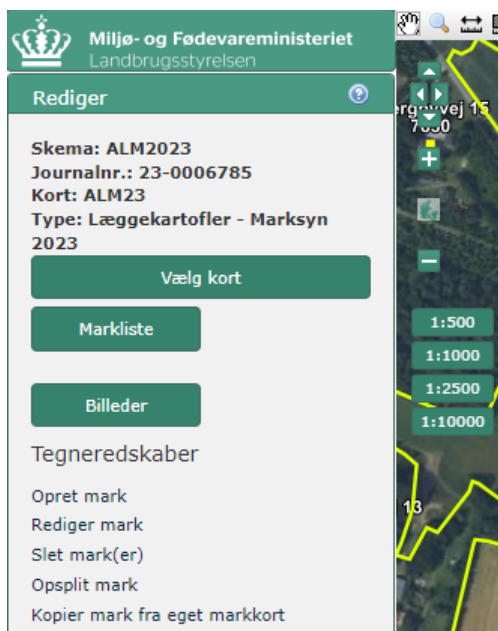 Miljø- og Fødevareministeriet
Landbrugsstyrelsen
Rediger
Skema: ALM2023
Journalnr.: 23-0006785
Kort: ALM23
Type: Læggekartofler - Marksyn
2023
Vælg kort
Markliste
Billeder
Tegneredskaber
Opret mark
Rediger mark
Slet mark(er)
Opsplit mark
Kopier mark fra eget markkort
15
1:500
1:1000
1:2500
1:10000
13